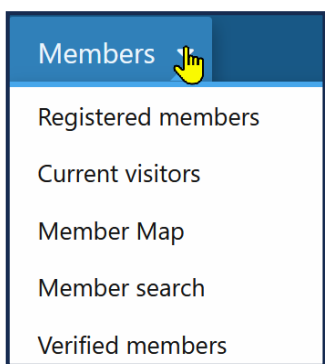 Members
Registered members
Current visitors
Member Map
Member search
Verified members